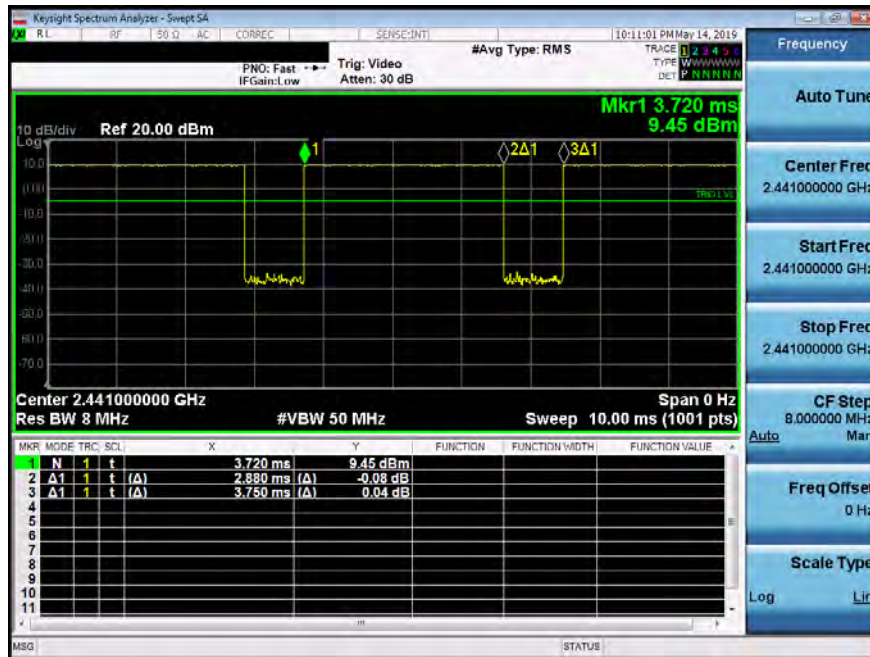 Keysight Spectrum Analyzer - Swept SA
RL RF 50 Ω AC CORREC SENSE:INT 10:11:01 PM May 14, 2019
#Avg Type: RMS TRACE 1 2 3 4 5 6
PNO: Fast Trig: Video TYPE WWWWWW
IFGain:Low Atten: 30 dB DET P N N N N N
Mkr1 3.720 ms
10 dB/div Ref 20.00 dBm 9.45 dBm
Log
1 2Δ1 3Δ1
10.0
0.00
TRIG LVL
-10.0
-20.0
-30.0
-40.0
-50.0
-60.0
-70.0
Center 2.441000000 GHz Span 0 Hz
Res BW 8 MHz #VBW 50 MHz Sweep 10.00 ms (1001 pts)
MKR MODE TRC SCL X Y FUNCTION FUNCTION WIDTH FUNCTION VALUE
1 N 1 t 3.720 ms 9.45 dBm
2 Δ1 1 t (Δ) 2.880 ms (Δ) -0.08 dB
3 Δ1 1 t (Δ) 3.750 ms (Δ) 0.04 dB
4
5
6
7
8
9
10
11
MSG STATUS
Frequency
Auto Tune
Center Freq
2.441000000 GHz
Start Freq
2.441000000 GHz
Stop Freq
2.441000000 GHz
CF Step
8.000000 MHz
Auto Man
Freq Offset
0 Hz
Scale Type
Log Lin